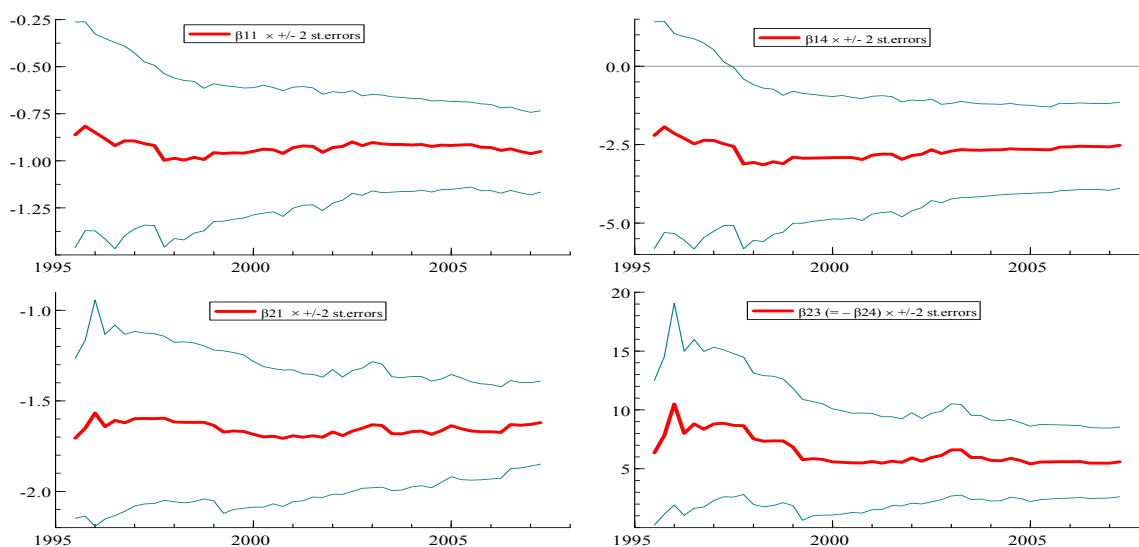 -0.25
-0.50
-0.75
-1.00
-1.25
1995 2000 2005
β11 × +/- 2 st.errors
0.0
-2.5
-5.0
1995 2000 2005
β14 × +/- 2 st.errors
-1.0
-1.5
-2.0
1995 2000 2005
β21 × +/-2 st.errors
20
15
10
5
1995 2000 2005
β23 (= – β24) × +/-2 st.errors